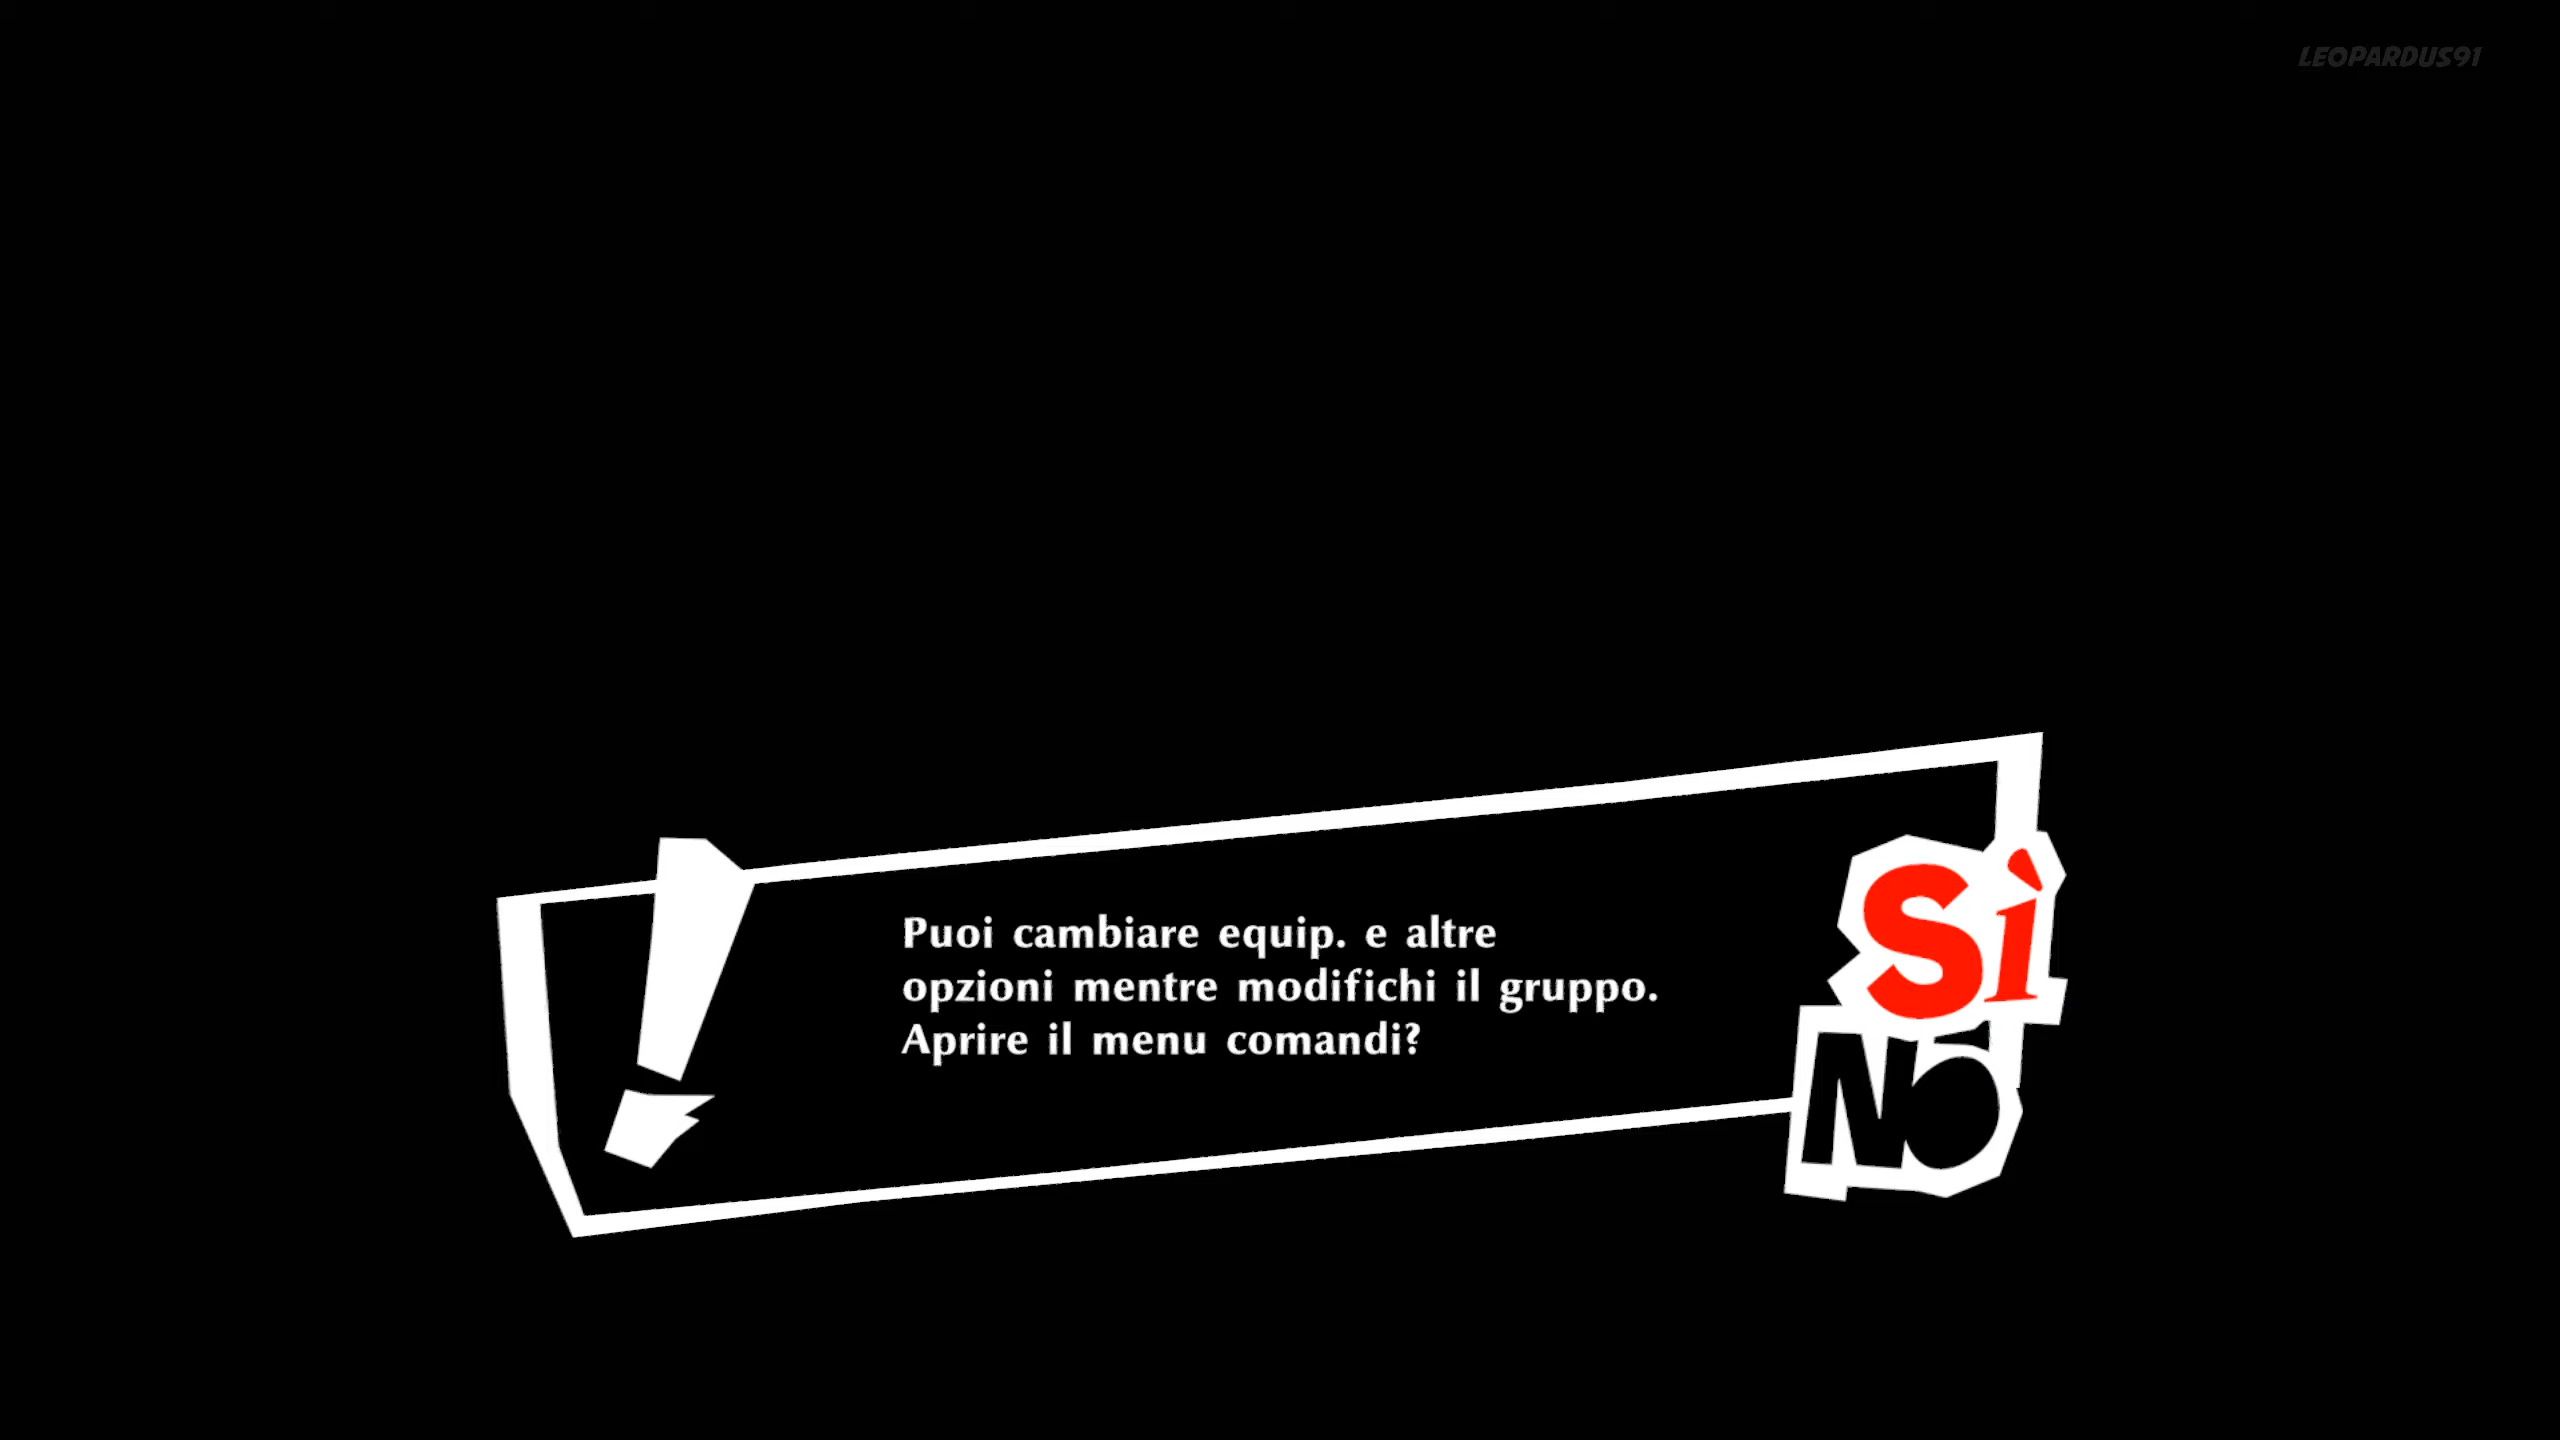 LEOPARDUS91
Puoi cambiare equip. e altre
opzioni mentre modifichi il gruppo.
Aprire il menu comandi?
Sì
NO